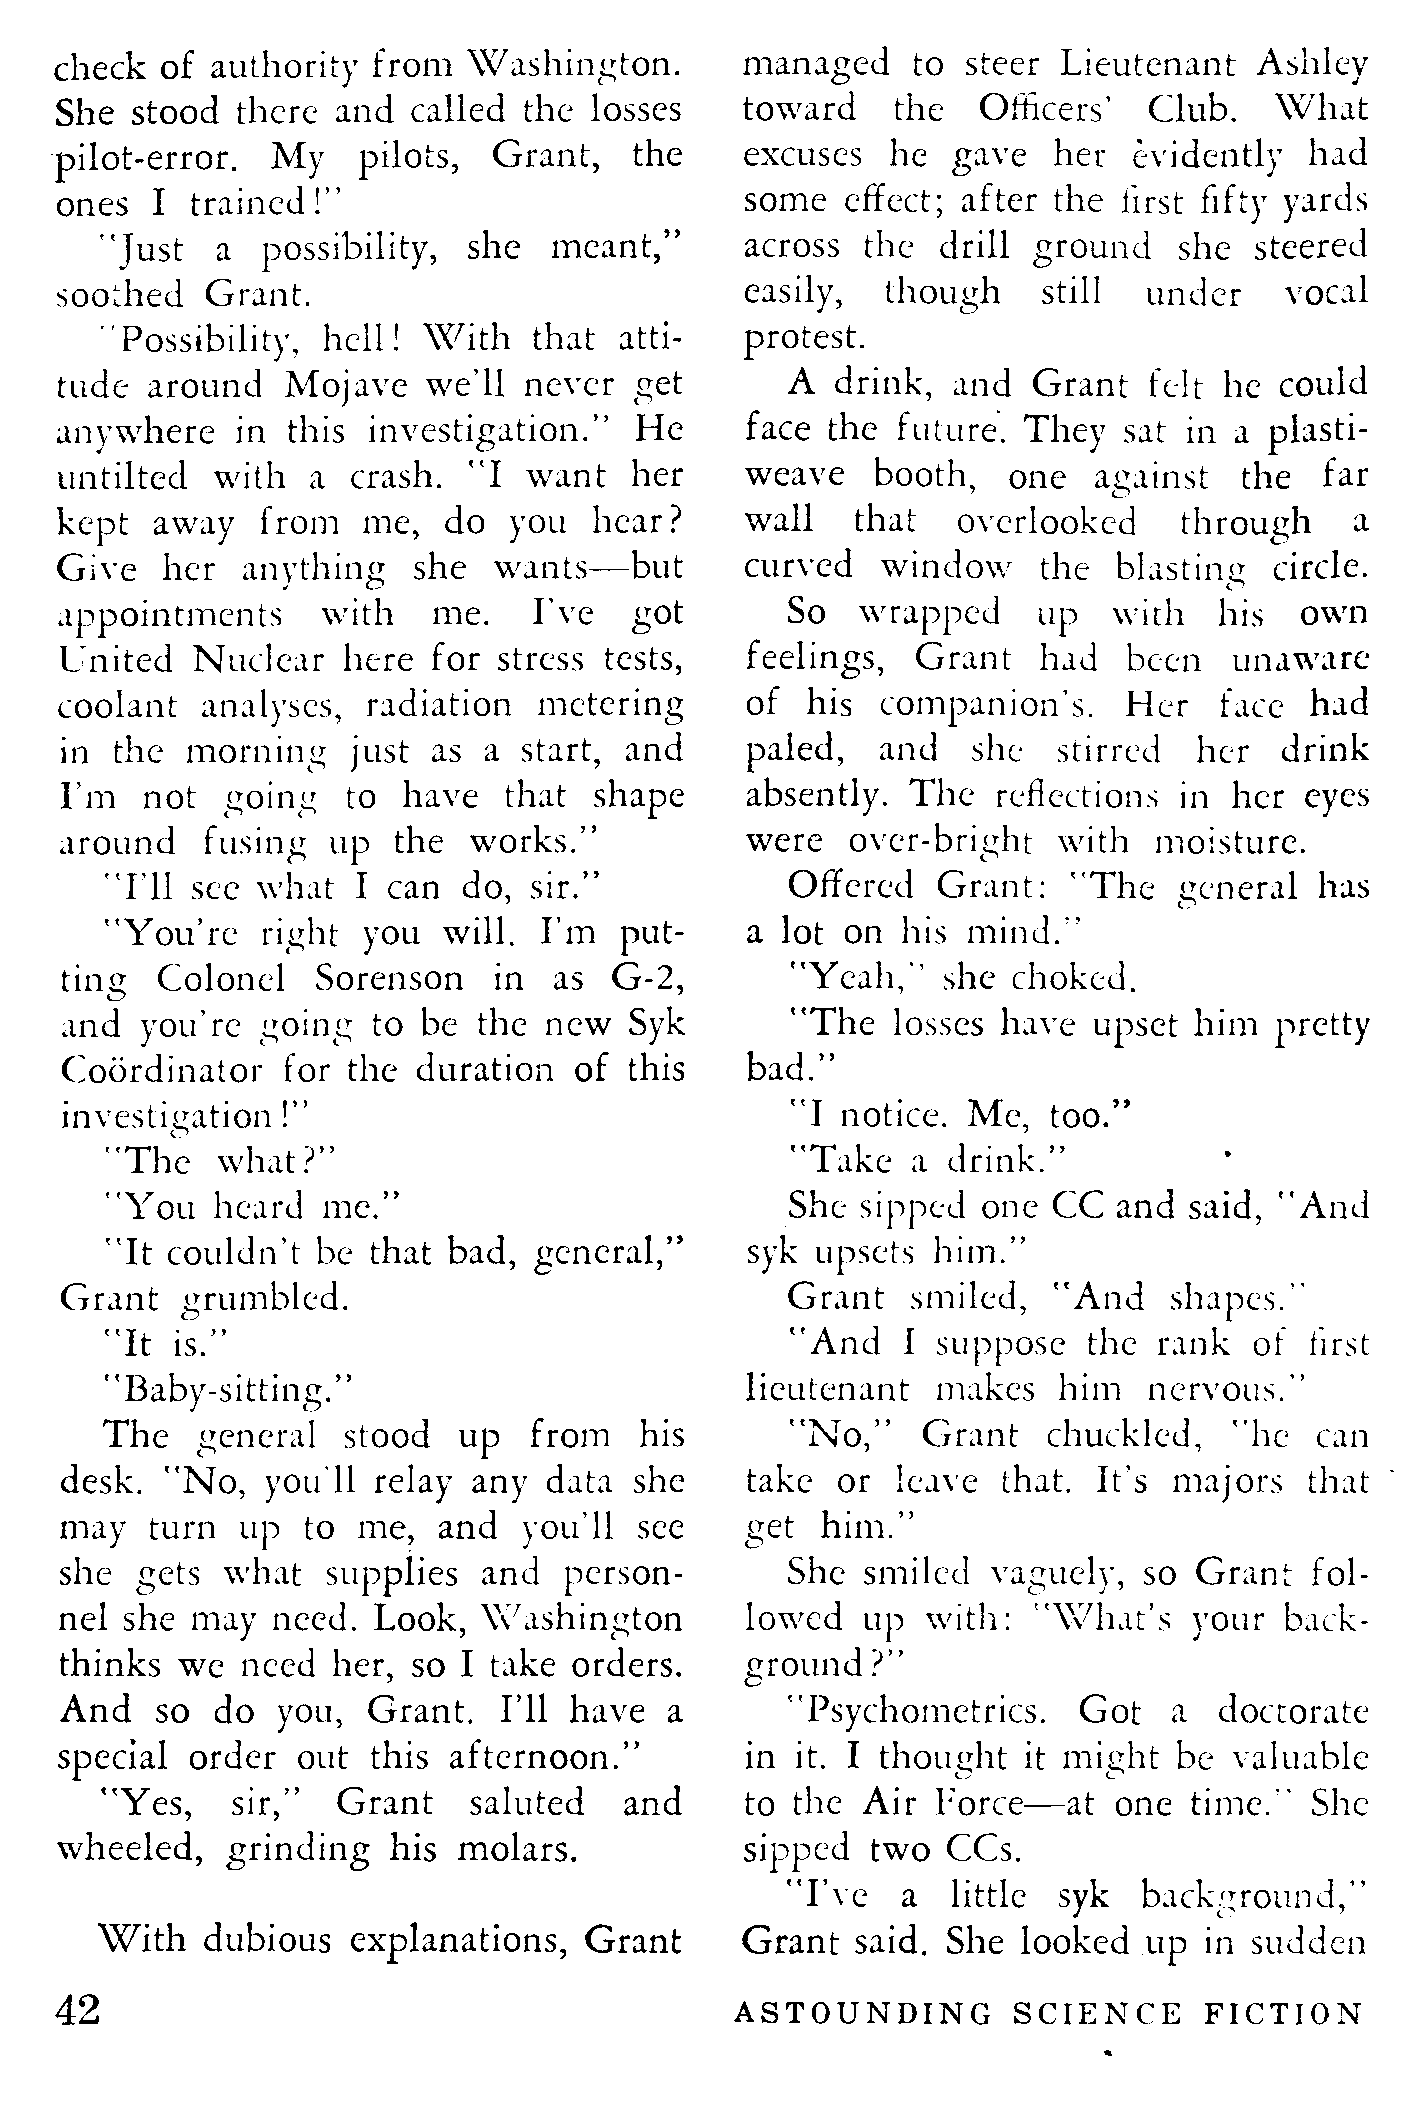 check of authority from Washington.
She stood there and called the losses
pilot-error. My pilots, Grant, the
ones I trained!"
"Just a possibility, she meant,"
soothed Grant.
"Possibility, hell! With that atti-
tude around Mojave we'll never get
anywhere in this investigation." He
untilted with a crash. "I want her
kept away from me, do you hear?
Give her anything she wants—but
appointments with me. I've got
United Nuclear here for stress tests,
coolant analyses, radiation metering
in the morning just as a start, and
I'm not going to have that shape
around fusing up the works."
"I'll see what I can do, sir."
"You're right you will. I'm put-
ting Colonel Sorenson in as G-2,
and you're going to be the new Syk
Coördinator for the duration of this
investigation!"
"The what?"
"You heard me."
"It couldn't be that bad, general,"
Grant grumbled.
"It is."
"Baby-sitting."
The general stood up from his
desk. "No, you'll relay any data she
may turn up to me, and you'll see
she gets what supplies and person-
nel she may need. Look, Washington
thinks we need her, so I take orders.
And so do you, Grant. I'll have a
special order out this afternoon."
"Yes, sir," Grant saluted and
wheeled, grinding his molars.
With dubious explanations, Grant
managed to steer Lieutenant Ashley
toward the Officers' Club. What
excuses he gave her evidently had
some effect; after the first fifty yards
across the drill ground she steered
easily, though still under vocal
protest.
A drink, and Grant felt he could
face the future. They sat in a plasti-
weave booth, one against the far
wall that overlooked through a
curved window the blasting circle.
So wrapped up with his own
feelings, Grant had been unaware
of his companion's. Her face had
paled, and she stirred her drink
absently. The reflections in her eyes
were over-bright with moisture.
Offered Grant: "The general has
a lot on his mind."
"Yeah," she choked.
"The losses have upset him pretty
bad."
"I notice. Me, too."
"Take a drink."
She sipped one CC and said, "And
syk upsets him."
Grant smiled, "And shapes."
"And I suppose the rank of first
lieutenant makes him nervous."
"No," Grant chuckled, "he can
take or leave that. It's majors that
get him."
She smiled vaguely, so Grant fol-
lowed up with: "What's your back-
ground?"
"Psychometrics. Got a doctorate
in it. I thought it might be valuable
to the Air Force—at one time." She
sipped two CCs.
"I've a little syk background,"
Grant said. She looked up in sudden
42
ASTOUNDING SCIENCE FICTION